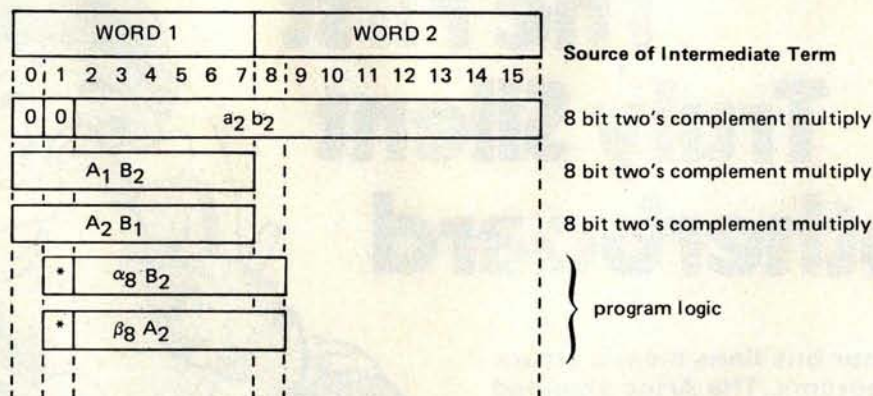 WORD 1 WORD 2
Source of Intermediate Term
0 1 2 3 4 5 6 7 8 9 10 11 12 13 14 15
0 0 a₂ b₂ 8 bit two's complement multiply
A₁ B₂ 8 bit two's complement multiply
A₂ B₁ 8 bit two's complement multiply
* α₈ B₂
program logic
* β₈ A₂